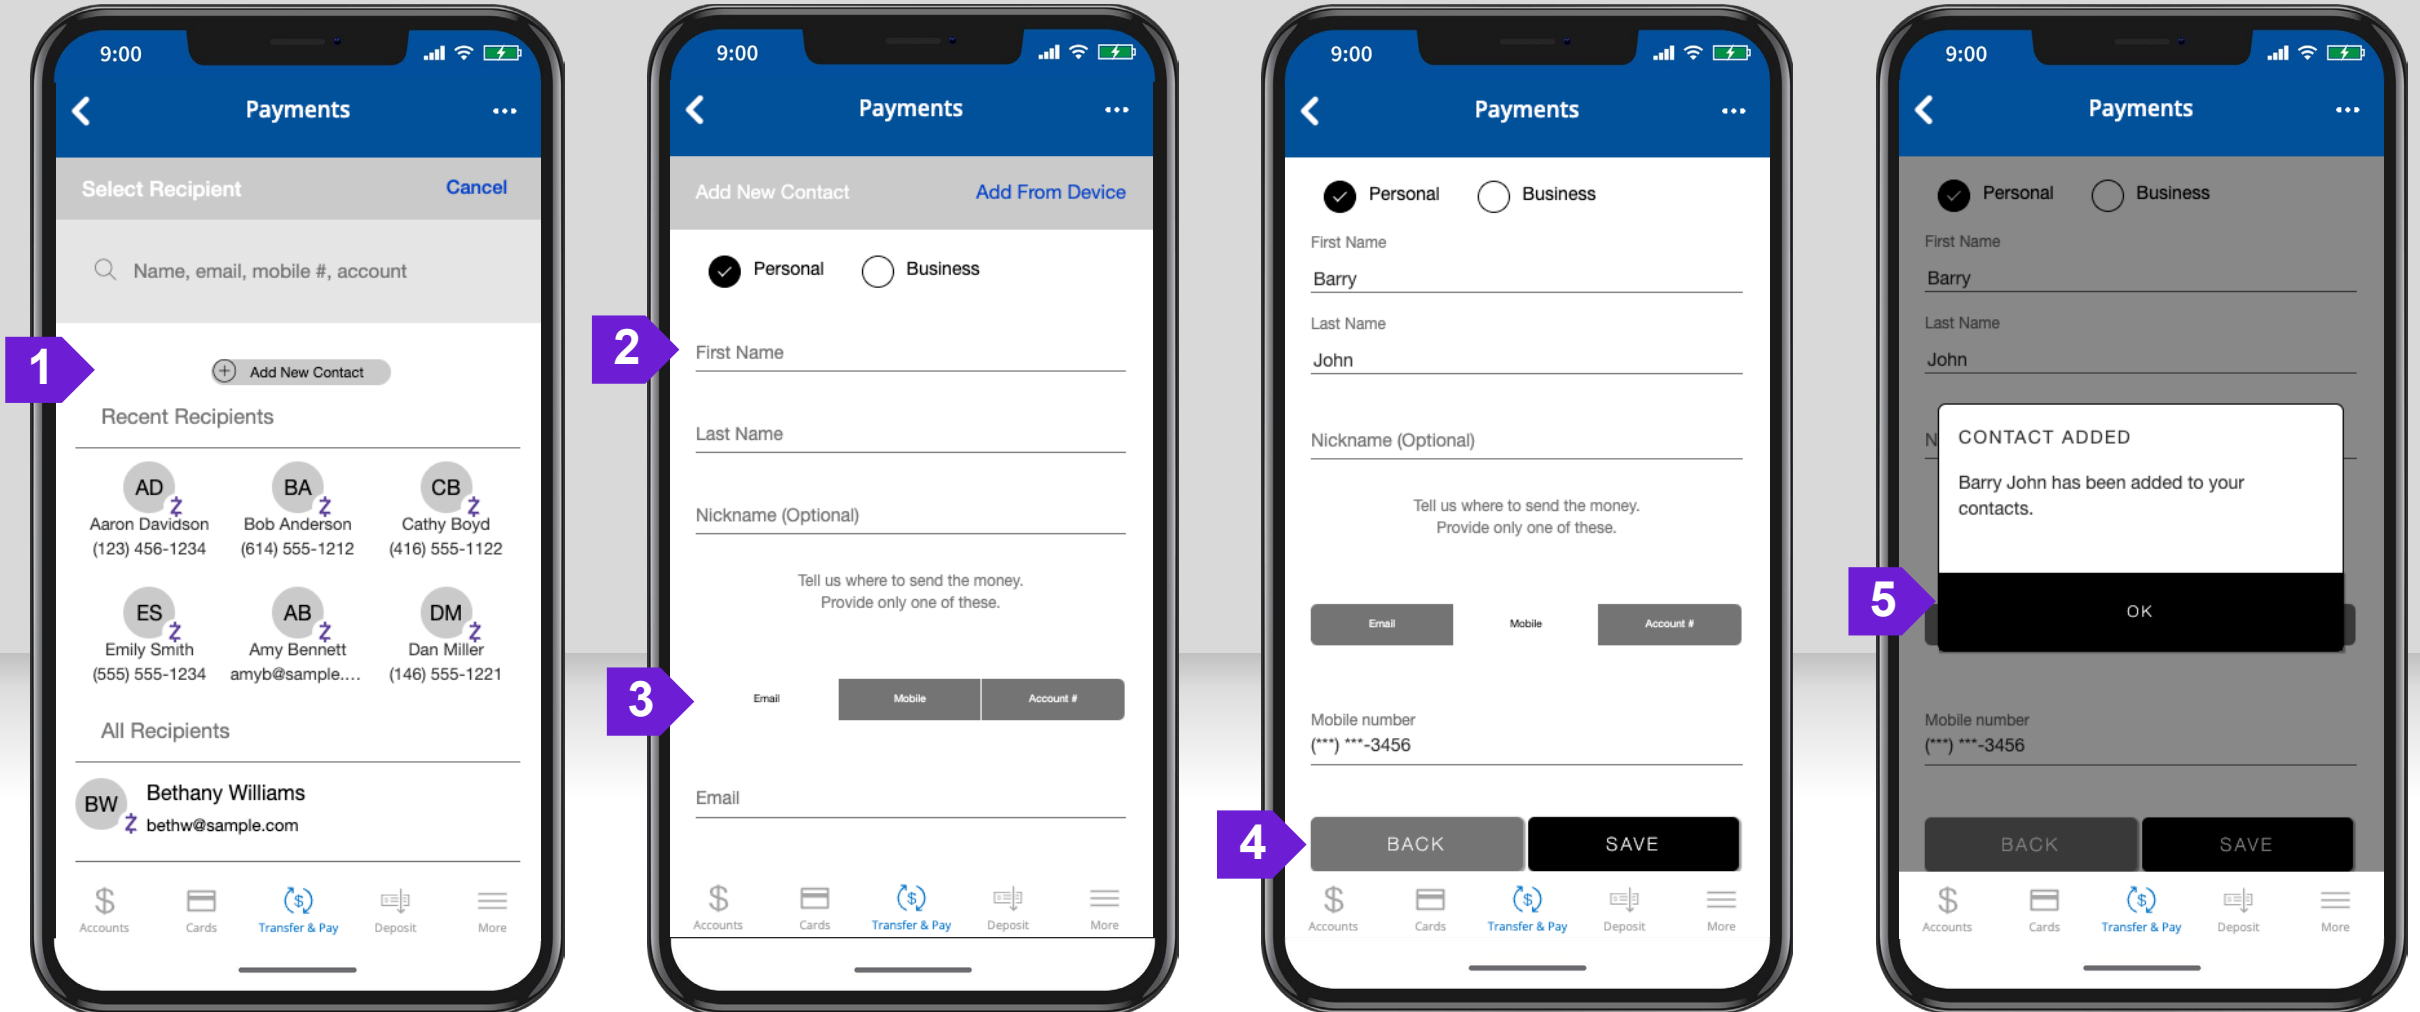 9:00
Payments
Select Recipient Cancel
Name, email, mobile #, account
1
Add New Contact
Recent Recipients
AD BA CB
Aaron Davidson Bob Anderson Cathy Boyd
(123) 456-1234 (614) 555-1212 (416) 555-1122
ES AB DM
Emily Smith Amy Bennett Dan Miller
(555) 555-1234 amyb@sample.... (146) 555-1221
All Recipients
BW Bethany Williams
bethw@sample.com
Accounts Cards Transfer & Pay Deposit More
9:00
Payments
Add New Contact Add From Device
Personal Business
2
First Name
Last Name
Nickname (Optional)
Tell us where to send the money.
Provide only one of these.
3
Email Mobile Account #
Email
Accounts Cards Transfer & Pay Deposit More
9:00
Payments
Personal Business
First Name
Barry
Last Name
John
Nickname (Optional)
Tell us where to send the money.
Provide only one of these.
Email Mobile Account #
Mobile number
(***) ***-3456
4
BACK SAVE
Accounts Cards Transfer & Pay Deposit More
9:00
Payments
Personal Business
First Name
Barry
Last Name
John
N
CONTACT ADDED
Barry John has been added to your
contacts.
5
OK
Mobile number
(***) ***-3456
BACK SAVE
Accounts Cards Transfer & Pay Deposit More